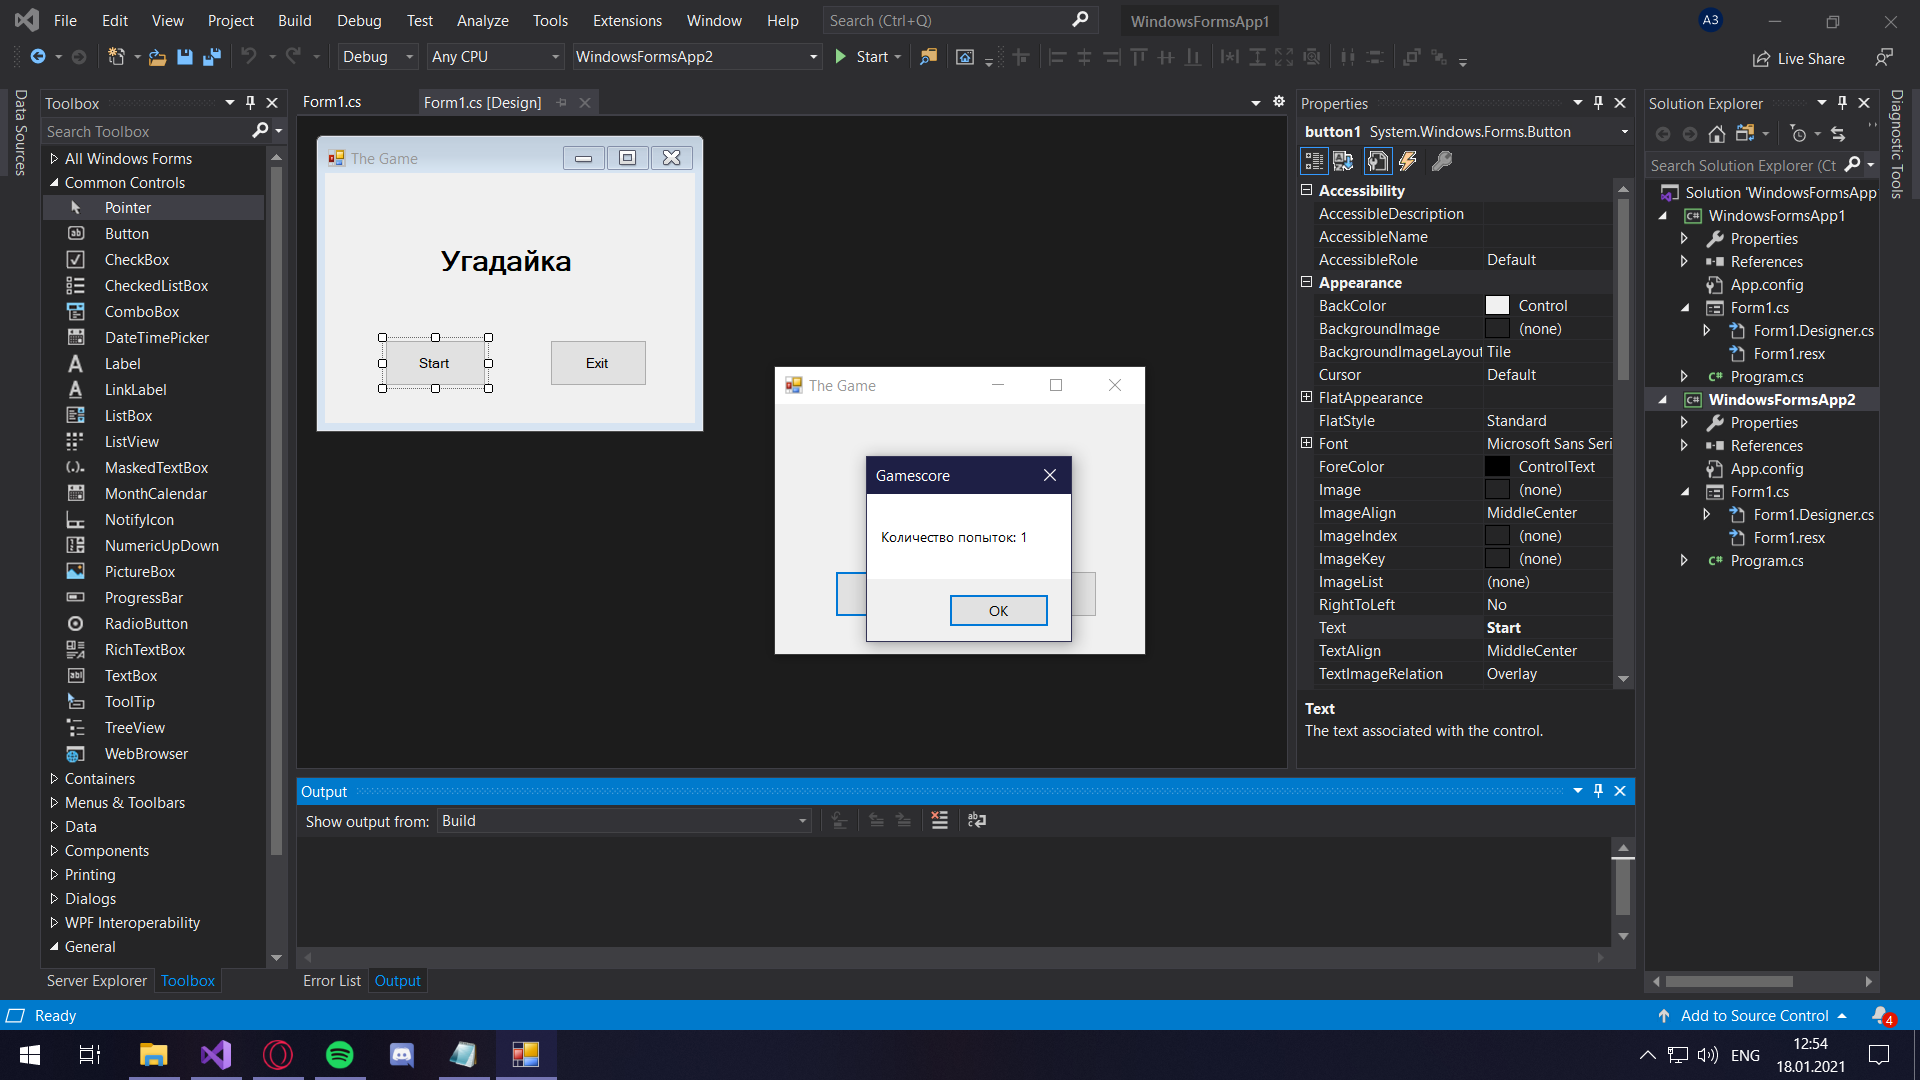 File Edit View Project Build Debug Test Analyze Tools Extensions Window Help Search (Ctrl+Q) WindowsFormsApp1 A3
Debug Any CPU WindowsFormsApp2 Start Live Share
Data Sources
Toolbox
Search Toolbox
All Windows Forms
Common Controls
Pointer
Button
CheckBox
CheckedListBox
ComboBox
DateTimePicker
Label
LinkLabel
ListBox
ListView
MaskedTextBox
MonthCalendar
NotifyIcon
NumericUpDown
PictureBox
ProgressBar
RadioButton
RichTextBox
TextBox
ToolTip
TreeView
WebBrowser
Containers
Menus & Toolbars
Data
Components
Printing
Dialogs
WPF Interoperability
General
Server Explorer Toolbox
Form1.cs Form1.cs [Design]
The Game
Угадайка
Start Exit
The Game
Gamescore
Количество попыток: 1
OK
Output
Show output from: Build
Error List Output
Properties
button1 System.Windows.Forms.Button
Accessibility
AccessibleDescription
AccessibleName
AccessibleRole Default
Appearance
BackColor Control
BackgroundImage (none)
BackgroundImageLayout Tile
Cursor Default
FlatAppearance
FlatStyle Standard
Font Microsoft Sans Seri
ForeColor ControlText
Image (none)
ImageAlign MiddleCenter
ImageIndex (none)
ImageKey (none)
ImageList (none)
RightToLeft No
Text Start
TextAlign MiddleCenter
TextImageRelation Overlay
Text
The text associated with the control.
Solution Explorer
Search Solution Explorer (Ct
Solution 'WindowsFormsApp
C# WindowsFormsApp1
Properties
References
App.config
Form1.cs
Form1.Designer.cs
Form1.resx
C# Program.cs
C# WindowsFormsApp2
Properties
References
App.config
Form1.cs
Form1.Designer.cs
Form1.resx
C# Program.cs
Diagnostic Tools
Ready Add to Source Control 4
ENG 12:54
18.01.2021